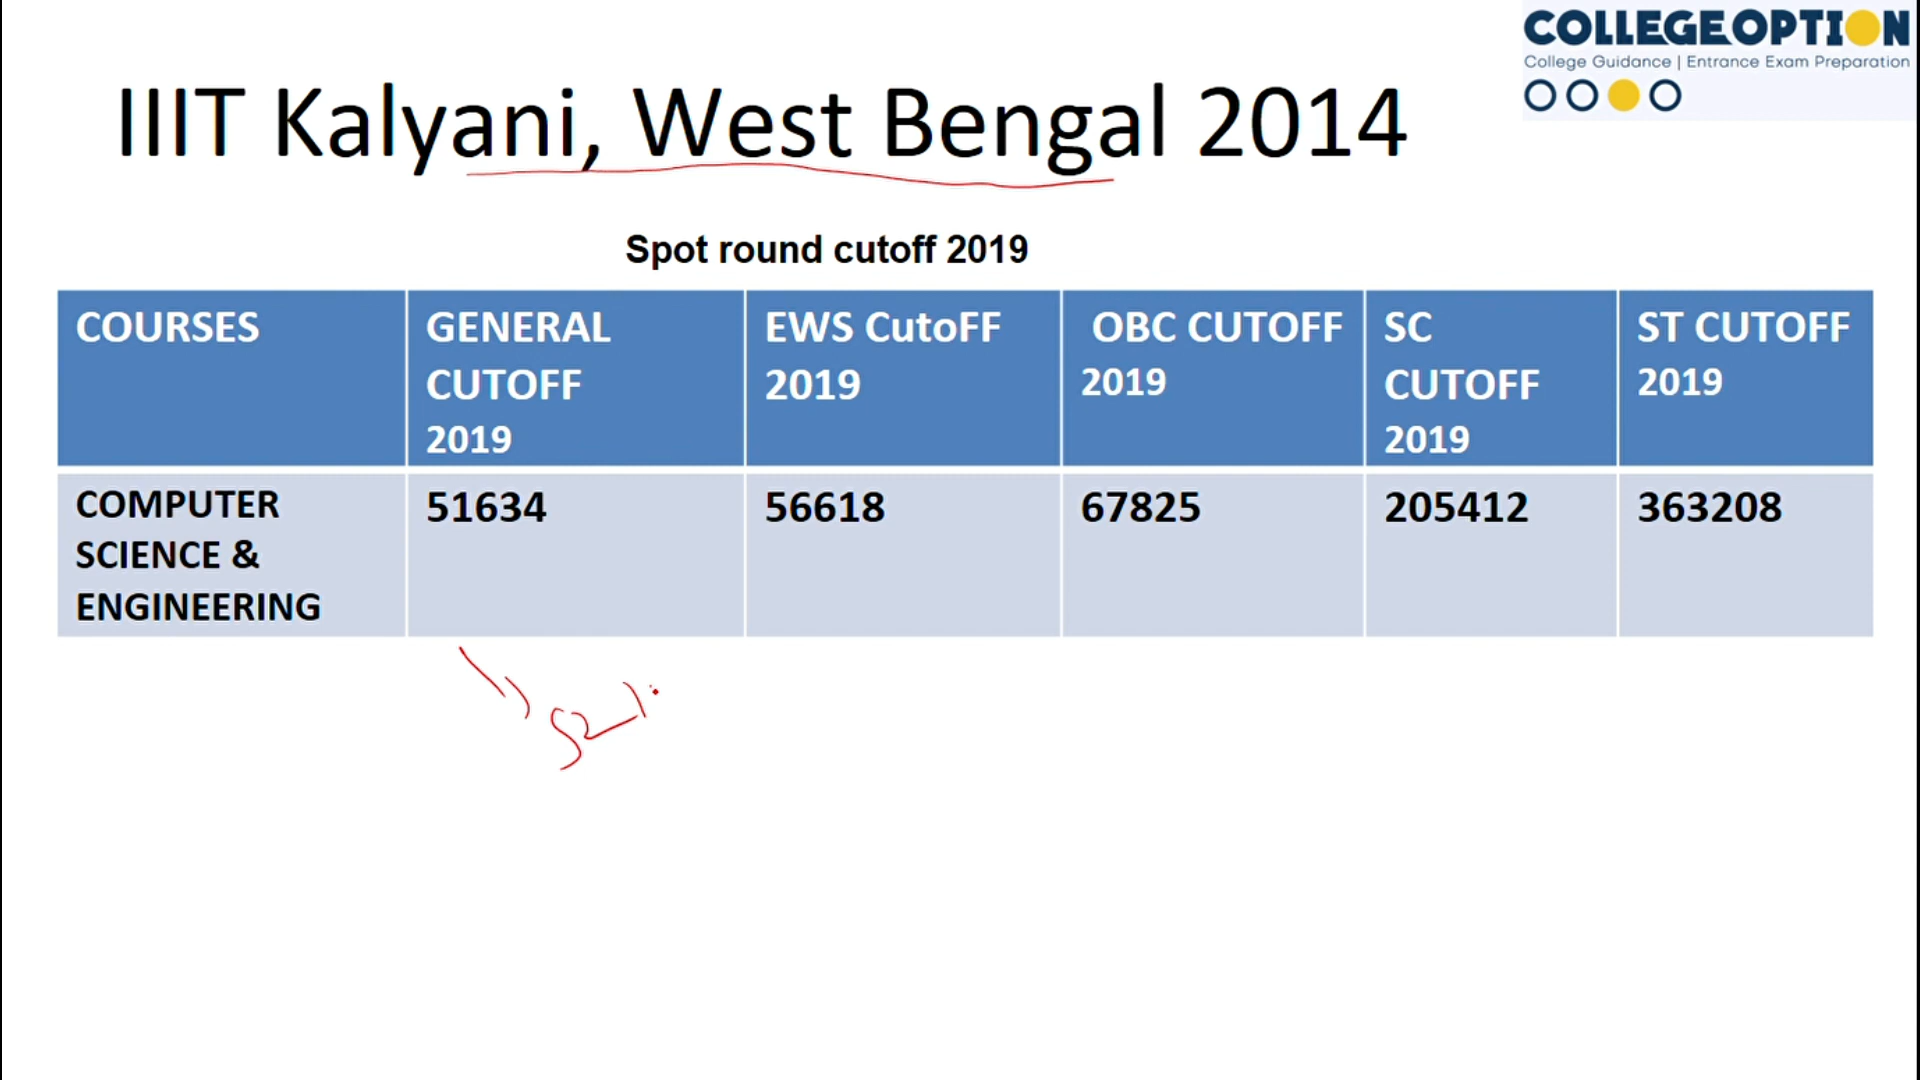 COLLEGEOPTION
College Guidance | Entrance Exam Preparation
IIIT Kalyani, West Bengal 2014
Spot round cutoff 2019
COURSES
GENERAL
CUTOFF
2019
EWS CutoFF
2019
OBC CUTOFF
2019
SC
CUTOFF
2019
ST CUTOFF
2019
COMPUTER
SCIENCE &
ENGINEERING
51634
56618
67825
205412
363208